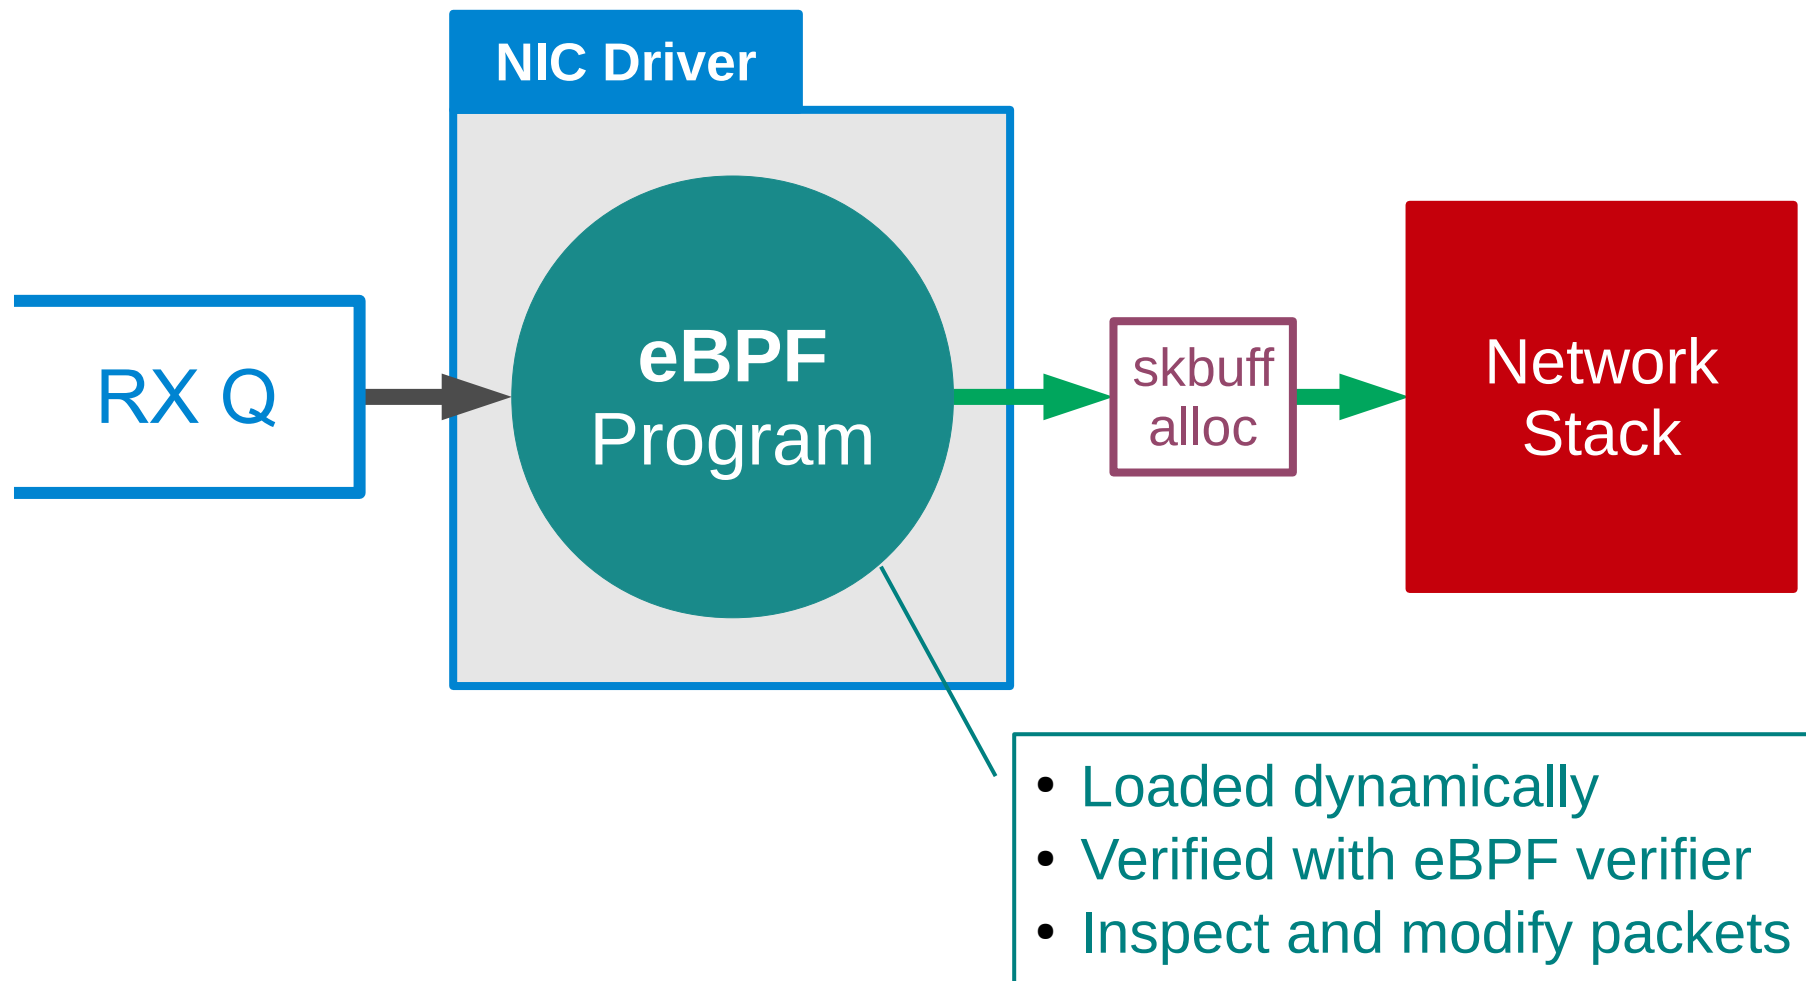 NIC Driver
RX Q
eBPF
Program
skbuff
alloc
Network
Stack
• Loaded dynamically
• Verified with eBPF verifier
• Inspect and modify packets